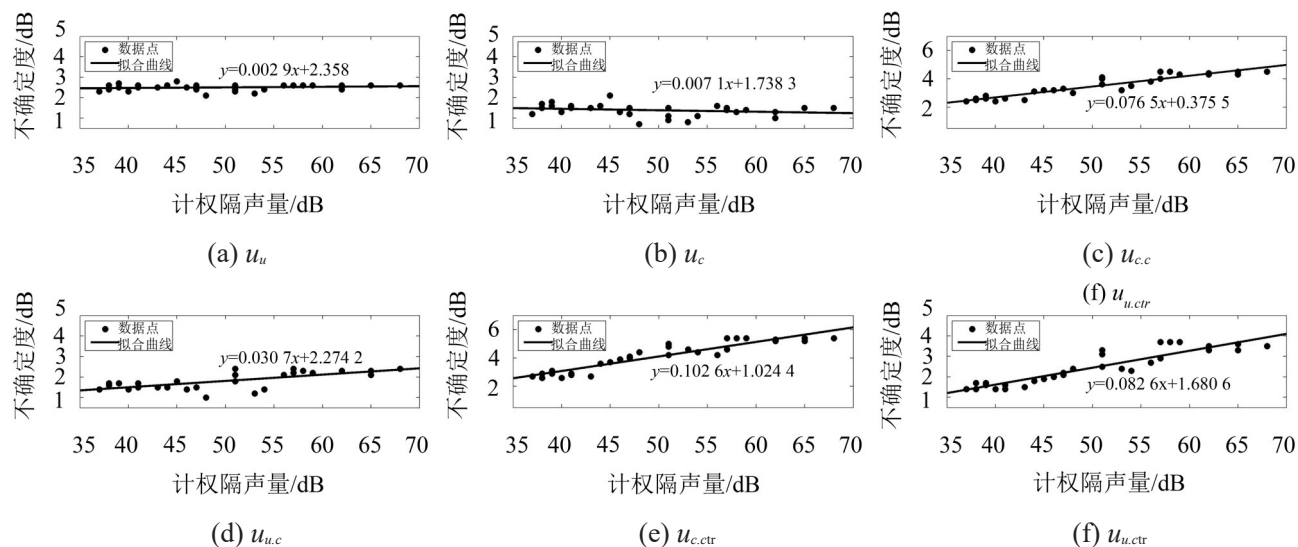 不确定度/dB
5
4
3
2
1
数据点
拟合曲线
y=0.002 9x+2.358
35 40 45 50 55 60 65 70
计权隔声量/dB
(a) uu
不确定度/dB
5
4
3
2
1
数据点
拟合曲线
y=0.007 1x+1.738 3
35 40 45 50 55 60 65 70
计权隔声量/dB
(b) uc
不确定度/dB
6
4
2
数据点
拟合曲线
y=0.076 5x+0.375 5
35 40 45 50 55 60 65 70
计权隔声量/dB
(c) uc.c
(f) uu.ctr
不确定度/dB
5
4
3
2
1
数据点
拟合曲线
y=0.030 7x+2.274 2
35 40 45 50 55 60 65 70
计权隔声量/dB
(d) uu.c
不确定度/dB
6
4
2
数据点
拟合曲线
y=0.102 6x+1.024 4
35 40 45 50 55 60 65 70
计权隔声量/dB
(e) uc.ctr
不确定度/dB
5
4
3
2
1
数据点
拟合曲线
y=0.082 6x+1.680 6
35 40 45 50 55 60 65 70
计权隔声量/dB
(f) uu.ctr